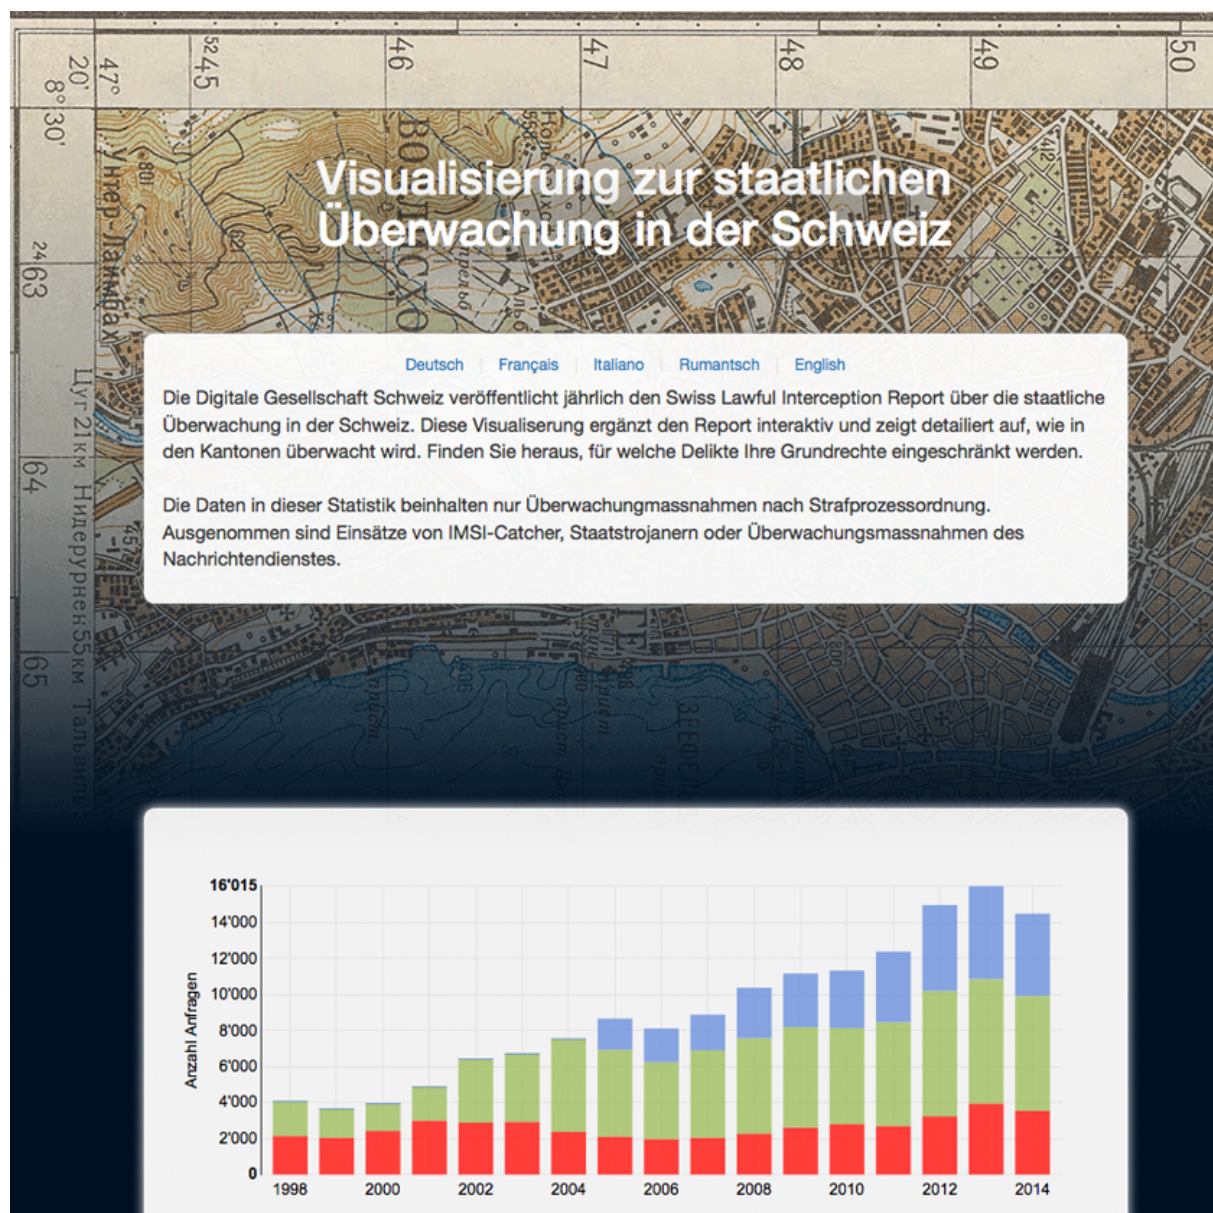 5245
46
47
48
49
50
47°
20'
8°30'
Visualisierung zur staatlichen
Überwachung in der Schweiz
2463
Deutsch | Français | Italiano | Rumantsch | English
Die Digitale Gesellschaft Schweiz veröffentlicht jährlich den Swiss Lawful Interception Report über die staatliche
Überwachung in der Schweiz. Diese Visualiserung ergänzt den Report interaktiv und zeigt detailiert auf, wie in
den Kantonen überwacht wird. Finden Sie heraus, für welche Delikte Ihre Grundrechte eingeschränkt werden.
Die Daten in dieser Statistik beinhalten nur Überwachungmassnahmen nach Strafprozessordnung.
Ausgenommen sind Einsätze von IMSI-Catcher, Staatstrojanern oder Überwachungsmassnahmen des
Nachrichtendienstes.
64
65
Цуг 21км Нидерурнен 55км
16'015
14'000
12'000
10'000
8'000
6'000
4'000
2'000
0
Anzahl Anfragen
1998 2000 2002 2004 2006 2008 2010 2012 2014